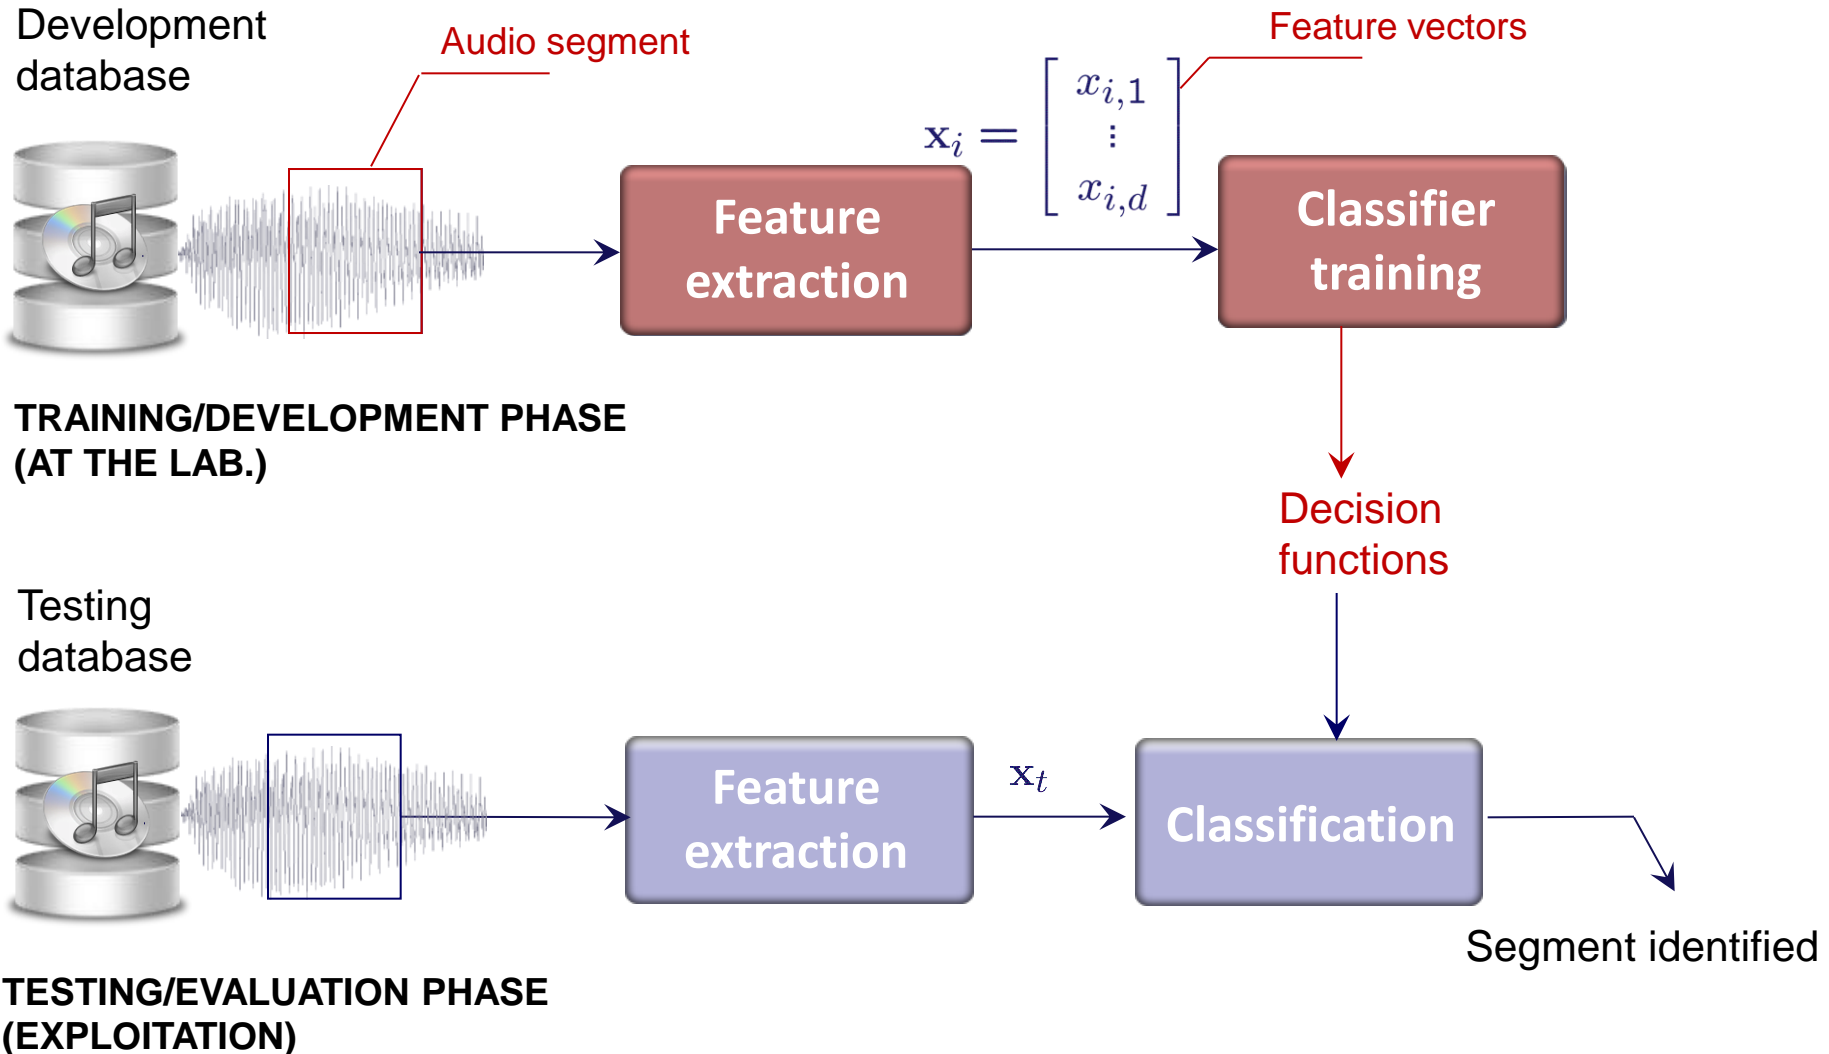 Development
database
Audio segment
Feature vectors
x_i = [ x_{i,1} ⋮ x_{i,d} ]
Feature
extraction
Classifier
training
TRAINING/DEVELOPMENT PHASE
(AT THE LAB.)
Decision
functions
Testing
database
Feature
extraction
x_t
Classification
Segment identified
TESTING/EVALUATION PHASE
(EXPLOITATION)